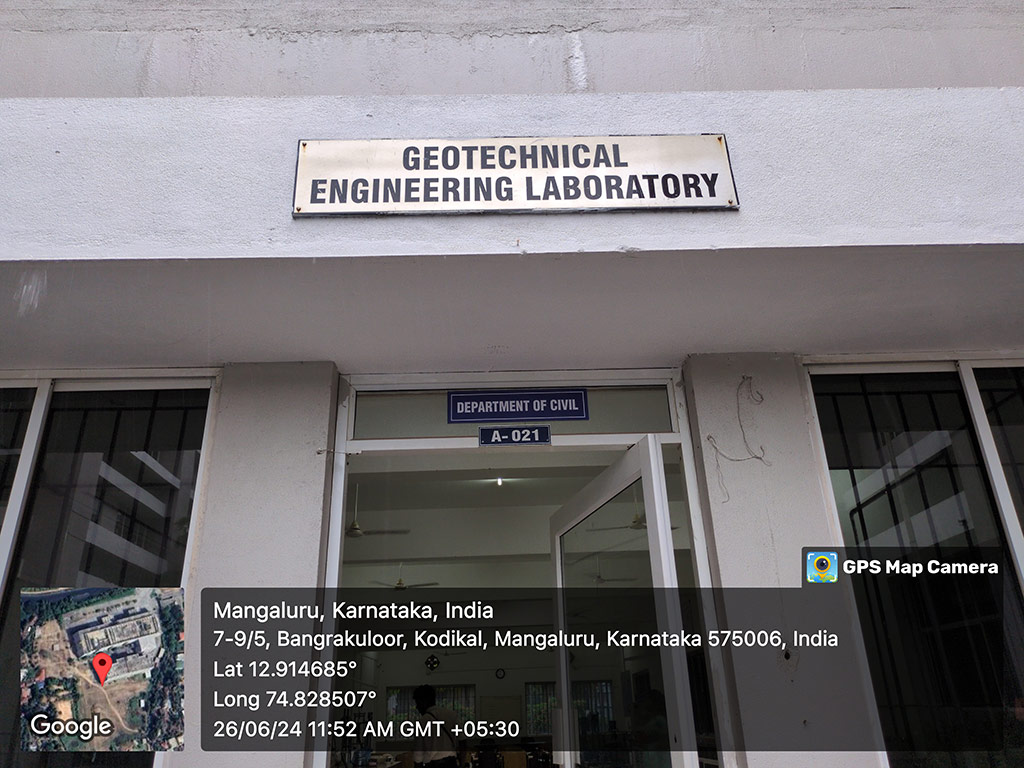 GEOTECHNICAL
ENGINEERING LABORATORY
DEPARTMENT OF CIVIL
A-021
GPS Map Camera
Mangaluru, Karnataka, India
7-9/5, Bangrakuloor, Kodikal, Mangaluru, Karnataka 575006, India
Lat 12.914685°
Long 74.828507°
26/06/24 11:52 AM GMT +05:30
Google